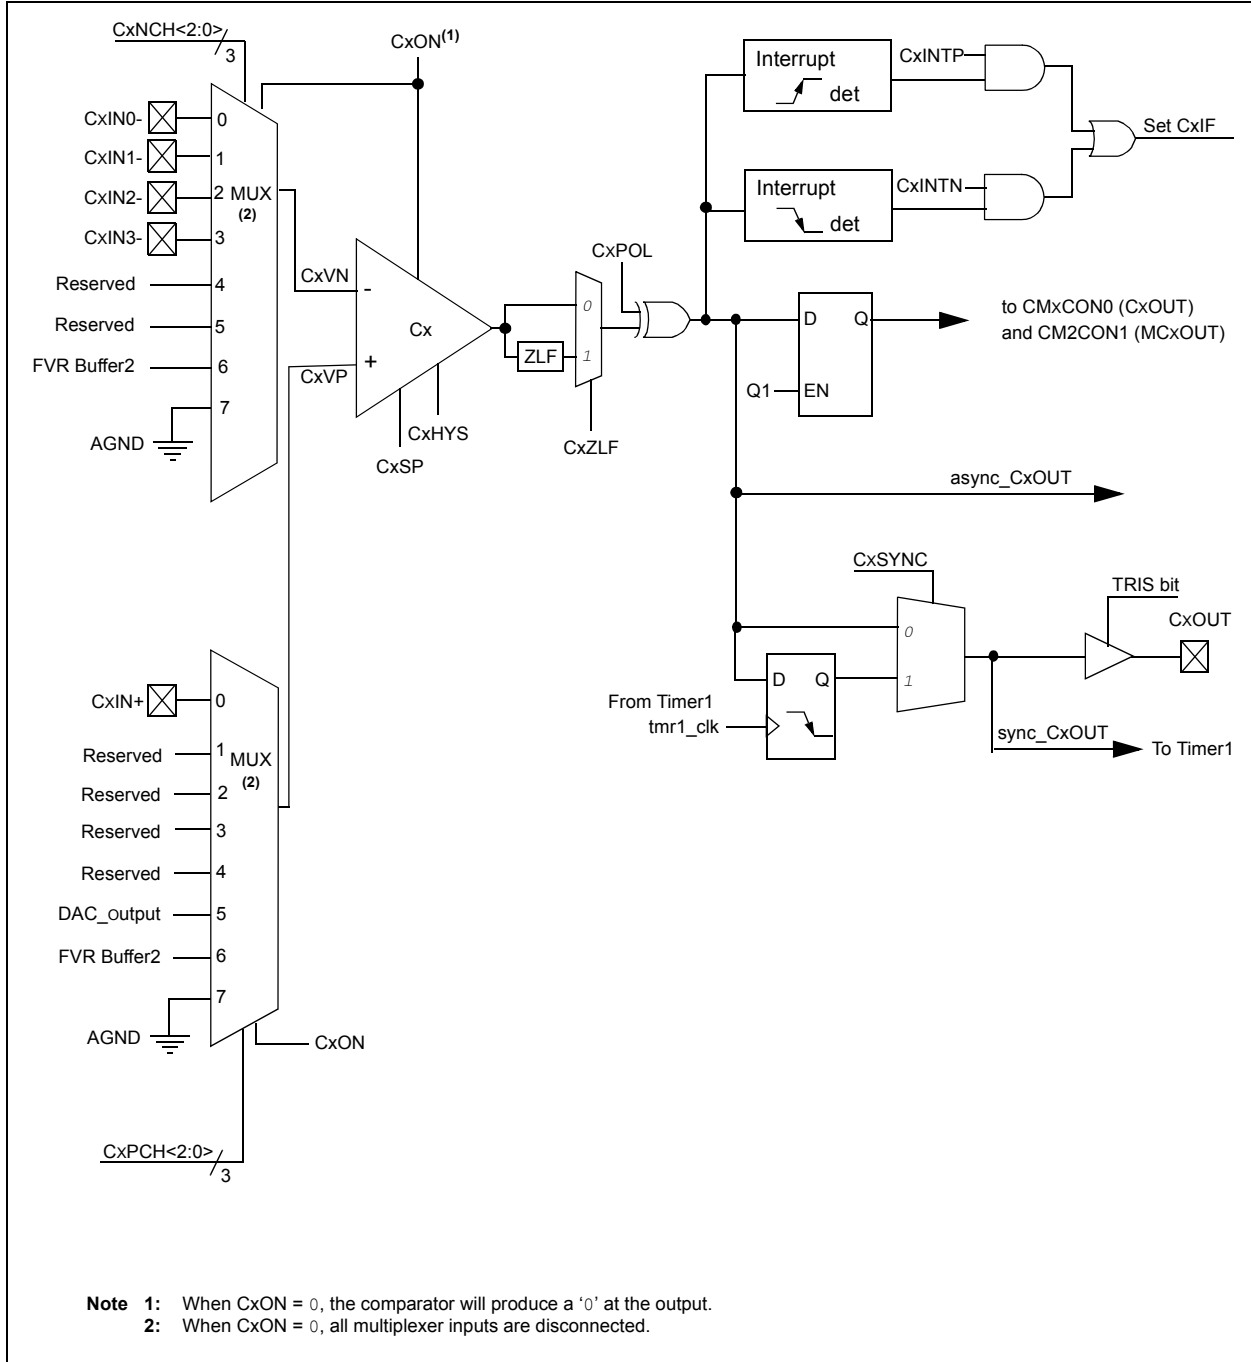 CxNCH<2:0>
3
CxON(1)
CxIN0-
0
CxIN1-
1
CxIN2-
2
MUX
(2)
CxIN3-
3
Reserved
4
Reserved
5
FVR Buffer2
6
7
AGND
CxVN
-
Cx
+
CxVP
CxHYS
CxSP
ZLF
0
1
CxZLF
CxPOL
Interrupt
det
CxINTP
Interrupt
det
CxINTN
Set CxIF
D
Q
Q1
EN
to CMxCON0 (CxOUT)
and CM2CON1 (MCxOUT)
async_CxOUT
CxSYNC
0
1
TRIS bit
CxOUT
D
Q
From Timer1
tmr1_clk
sync_CxOUT
To Timer1
CxIN+
0
Reserved
1
MUX
(2)
Reserved
2
Reserved
3
Reserved
4
DAC_output
5
FVR Buffer2
6
7
AGND
CxON
CxPCH<2:0>
3
Note 1: When CxON = 0, the comparator will produce a ‘0’ at the output.
2: When CxON = 0, all multiplexer inputs are disconnected.